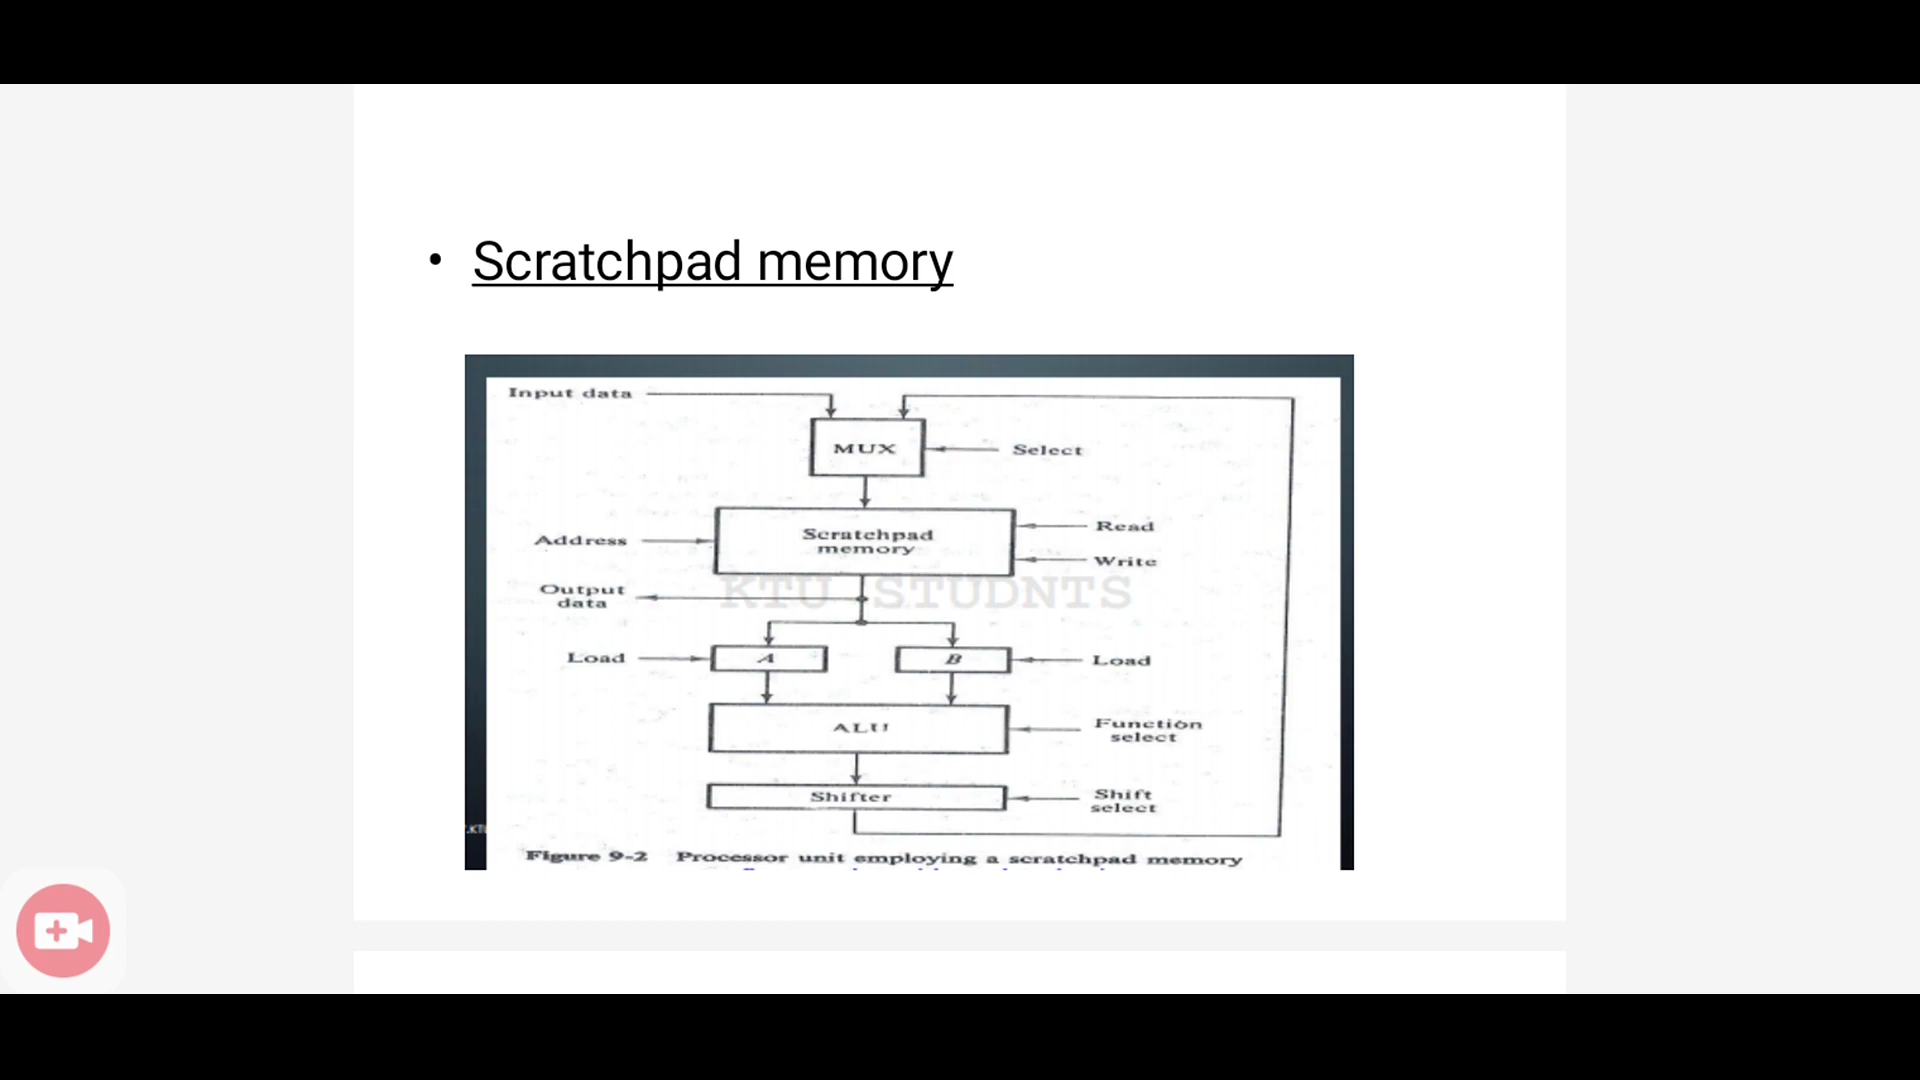 • Scratchpad memory
Input data
MUX
Select
Scratchpad
memory
Address
Read
Write
Output
data
KTU STUDNTS
Load
A
B
Load
ALU
Function
select
Shifter
Shift
select
Figure 9-2 Processor unit employing a scratchpad memory